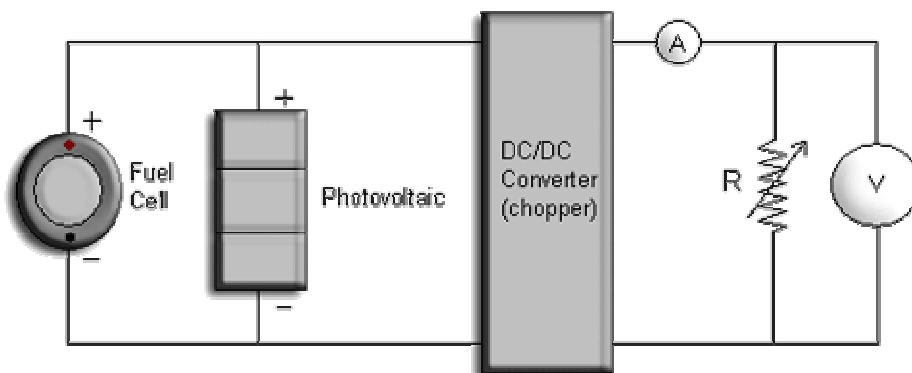 A
+
+
Fuel
Cell
Photovoltaic
DC/DC
Converter
(chopper)
R
V
−
−